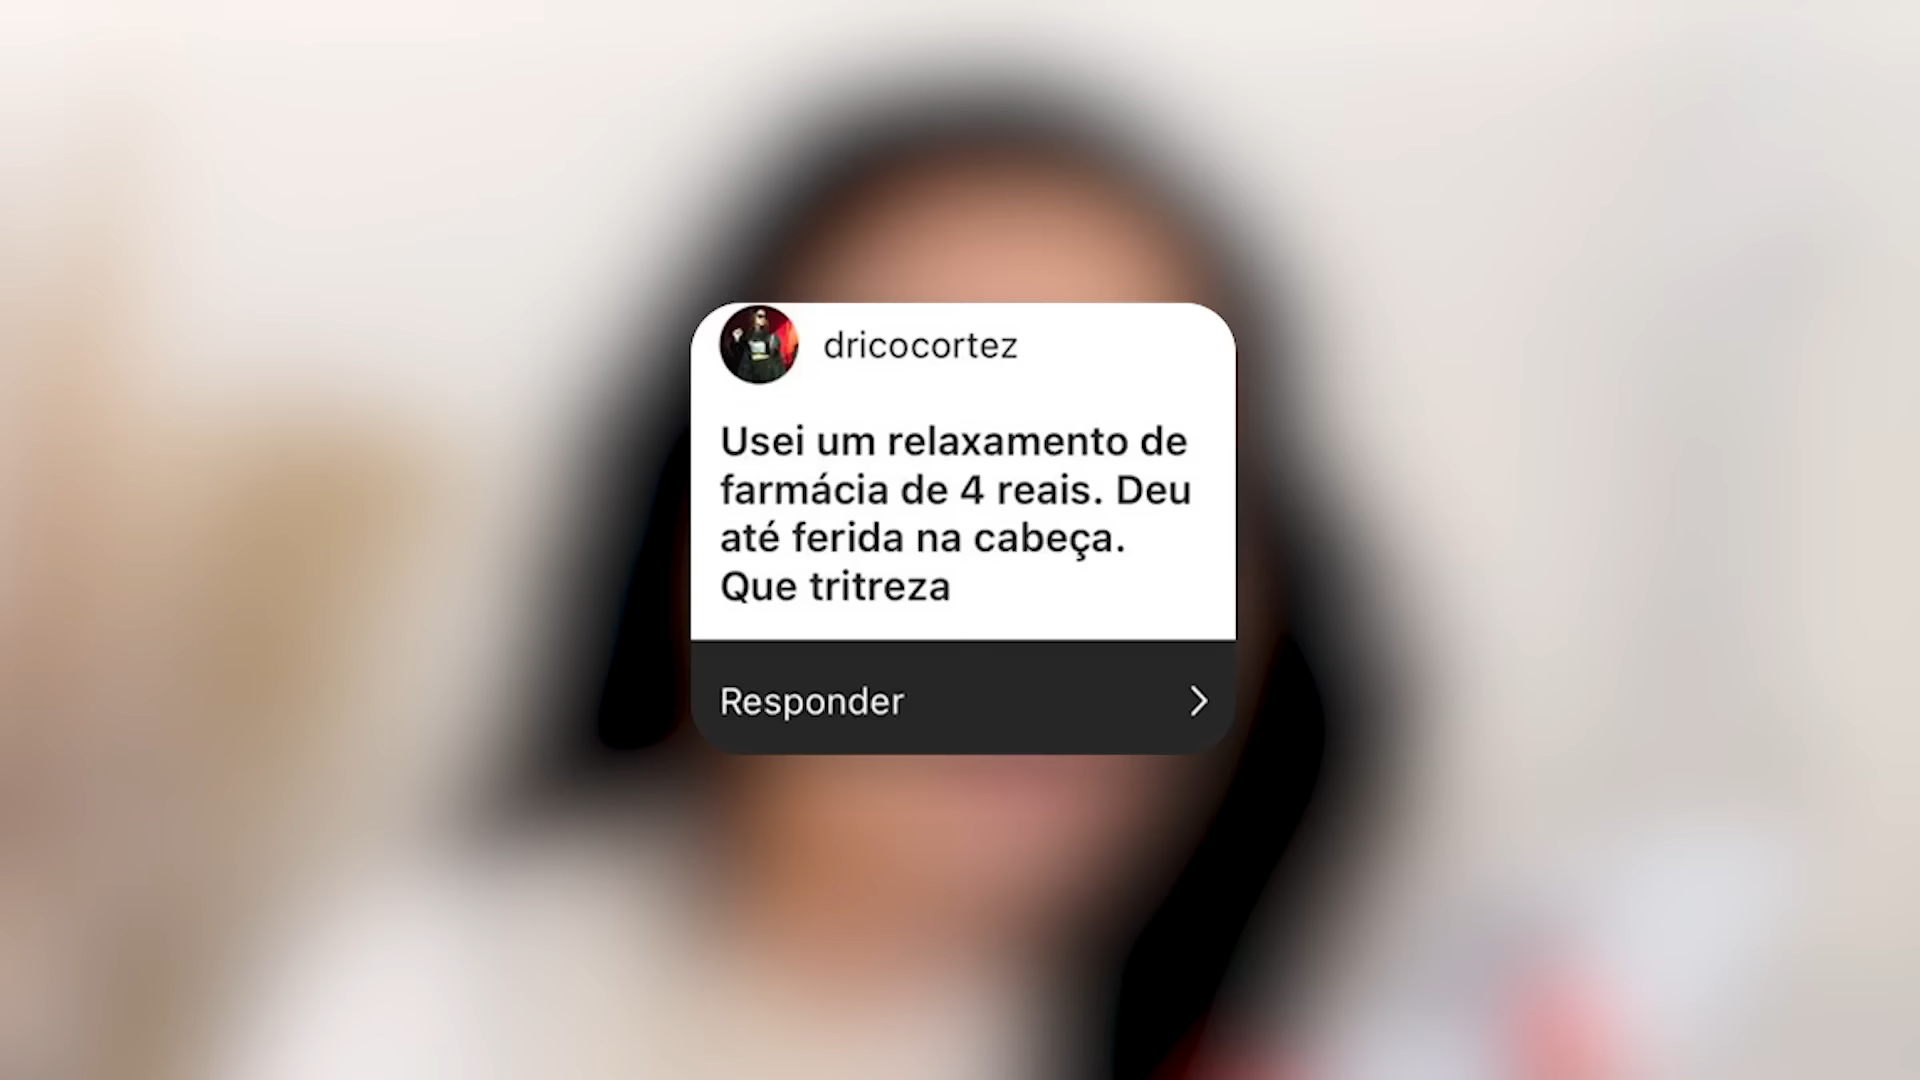 dricocortez
Usei um relaxamento de
farmácia de 4 reais. Deu
até ferida na cabeça.
Que tritreza
Responder